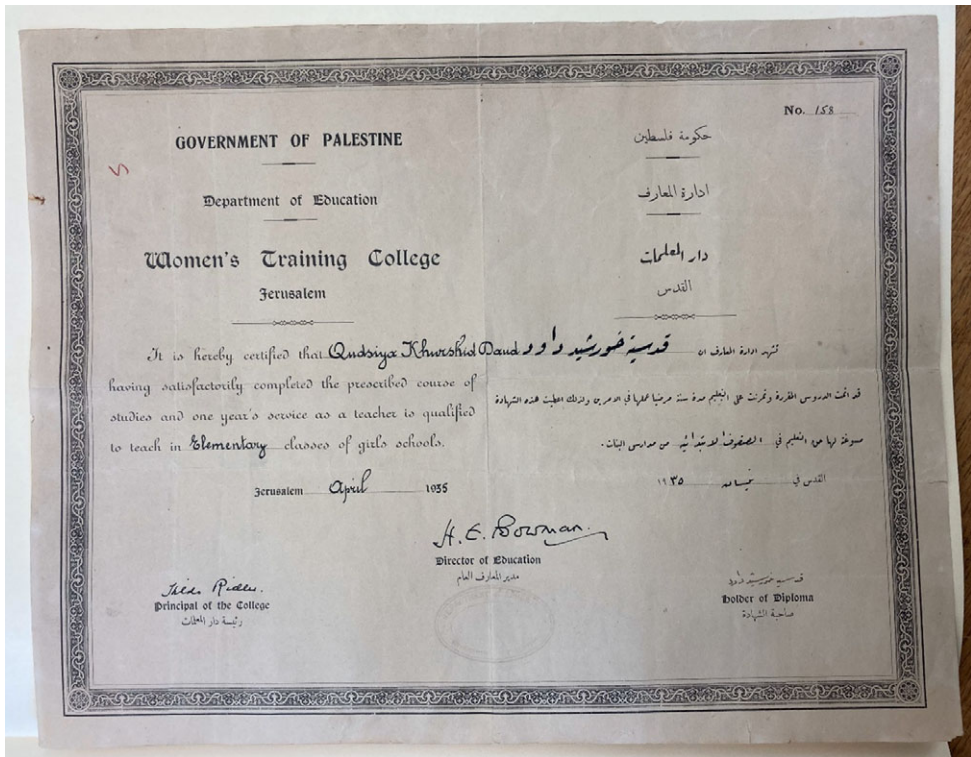 No. 158
GOVERNMENT OF PALESTINE
Department of Education
Women's Training College
Jerusalem
It is hereby certified that Qudsiya Khurshid Daud
having satisfactorily completed the prescribed course of
studies and one year's service as a teacher is qualified
to teach in Elementary classes of girls schools.
Jerusalem April 1935
حكومة فلسطين
ادارة المعارف
دار المعلمات
القدس
تشهد ادارة المعارف ان قدسية خورشيد داود
قد اتمت الدروس المقررة وتمرنت على التعليم مدة سنة مرضيا عملها في الامرين ولذلك اعطيت هذه الشهادة
مسوغة لها من التعليم في الصفوف الابتدائيه من مدارس البنات.
القدس في نيسان ١٩٣٥
H. E. Bowman.
Director of Education
مدير المعارف العام
Principal of the College
رئيسة دار المعلمات
قدسية خورشيد داود
Holder of Diploma
صاحبة الشهادة